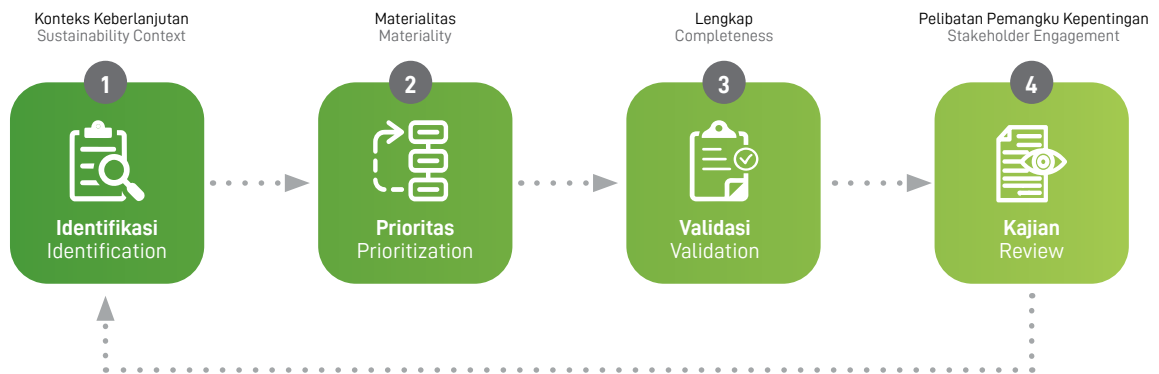 Konteks Keberlanjutan
Sustainability Context
1
Identifikasi
Identification
Materialitas
Materiality
2
Prioritas
Prioritization
Lengkap
Completeness
3
Validasi
Validation
Pelibatan Pemangku Kepentingan
Stakeholder Engagement
4
Kajian
Review